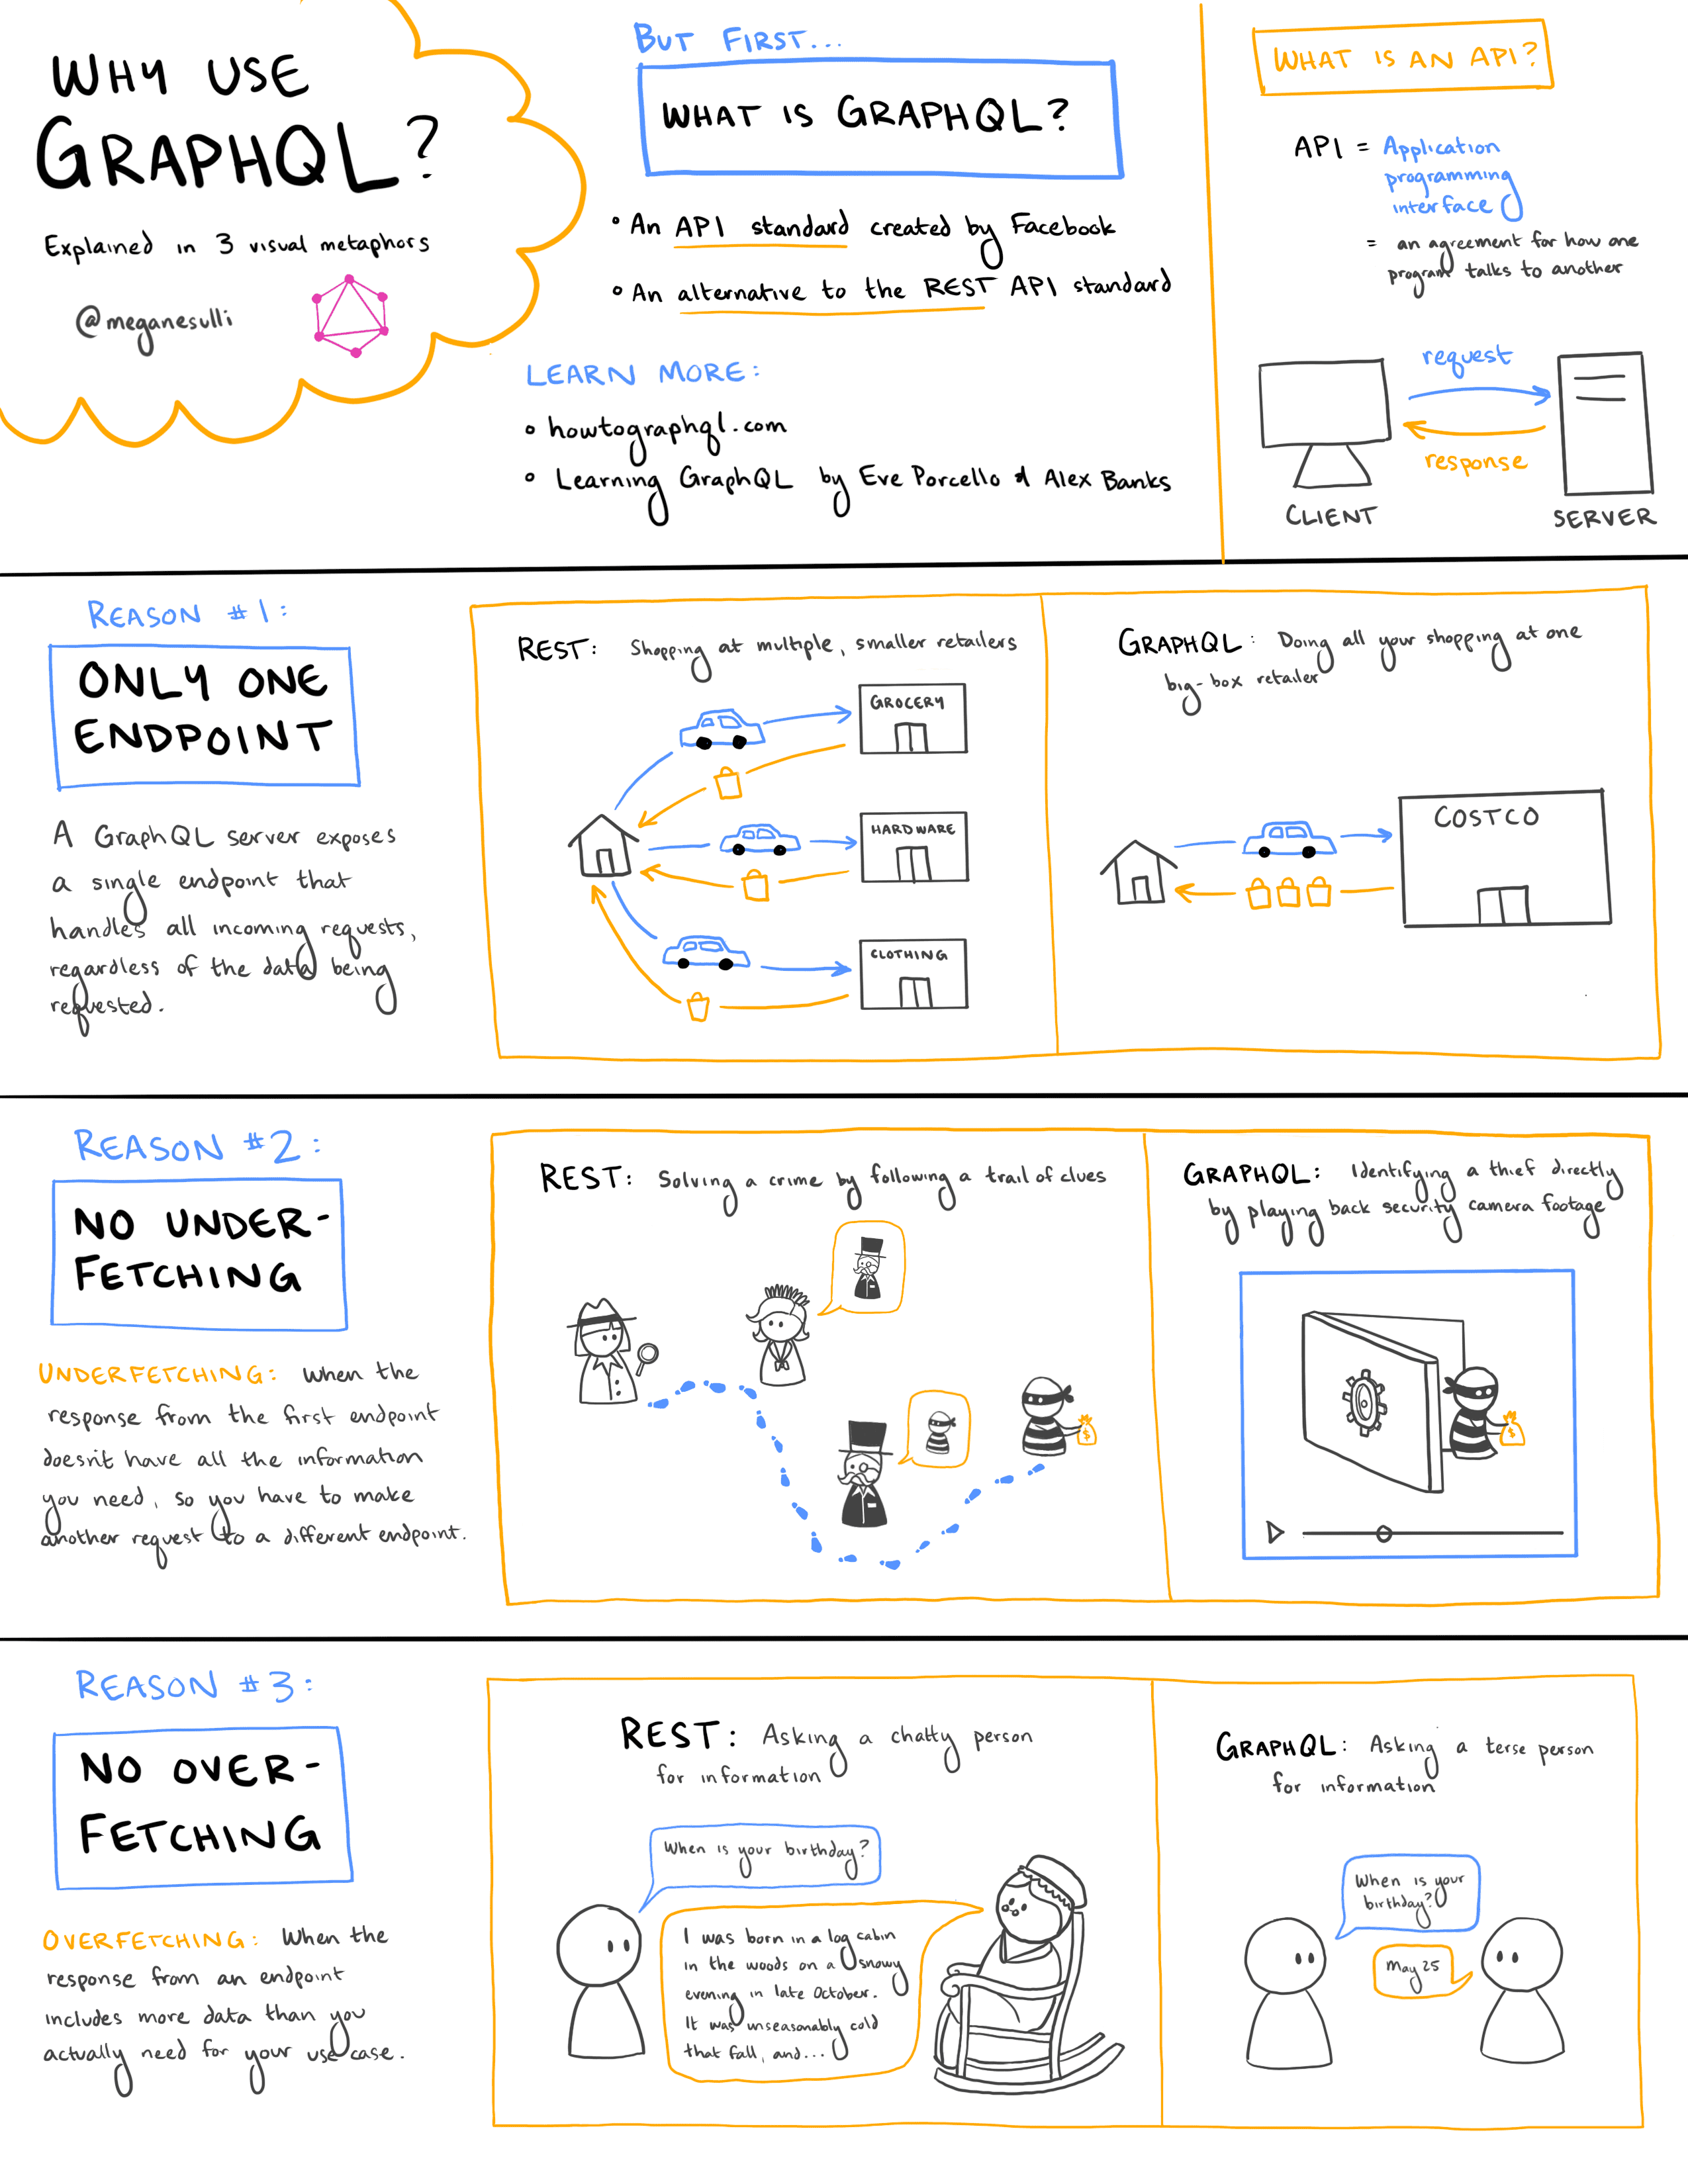 WHY USE
GRAPHQL?
Explained in 3 visual metaphors
@meganesulli
BUT FIRST...
WHAT IS GRAPHQL?
• An API standard created by Facebook
• An alternative to the REST API standard
LEARN MORE:
• howtographql.com
• Learning GraphQL by Eve Porcello & Alex Banks
WHAT IS AN API?
API = Application
programming
interface
= an agreement for how one
program talks to another
request
response
CLIENT
SERVER
REASON #1:
ONLY ONE
ENDPOINT
A GraphQL server exposes
a single endpoint that
handles all incoming requests,
regardless of the data being
requested.
REST: Shopping at multiple, smaller retailers
GROCERY
HARDWARE
CLOTHING
GRAPHQL: Doing all your shopping at one
big-box retailer
COSTCO
REASON #2:
NO UNDER-
FETCHING
UNDERFETCHING: When the
response from the first endpoint
doesn't have all the information
you need, so you have to make
another request to a different endpoint.
REST: Solving a crime by following a trail of clues
GRAPHQL: Identifying a thief directly
by playing back security camera footage
$
$
REASON #3:
NO OVER-
FETCHING
OVERFETCHING: When the
response from an endpoint
includes more data than you
actually need for your use case.
REST: Asking a chatty person
for information
When is your birthday?
I was born in a log cabin
in the woods on a snowy
evening in late October.
It was unseasonably cold
that fall, and...
GRAPHQL: Asking a terse person
for information
When is your
birthday?
May 25